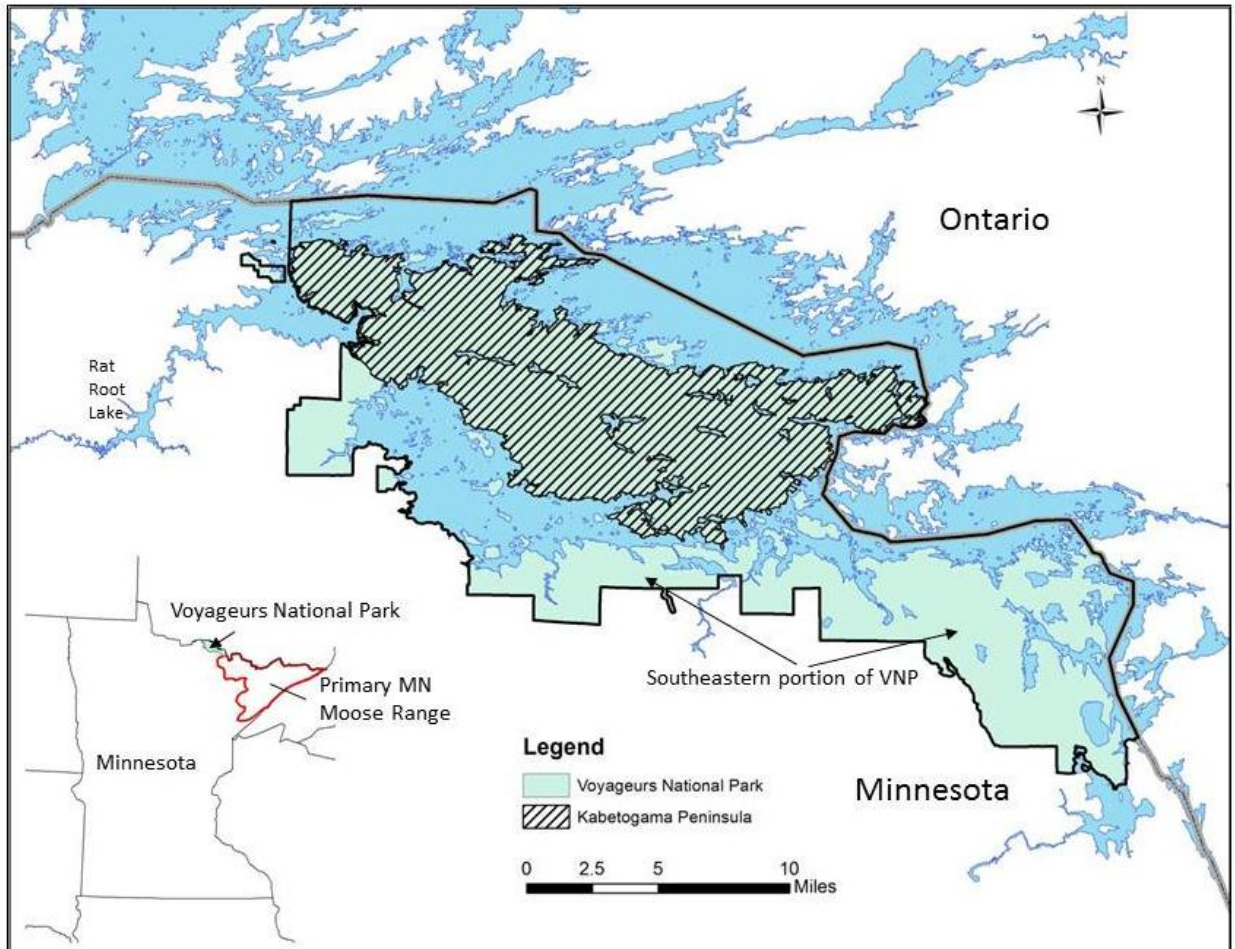 N
Ontario
Rat
Root
Lake
Voyageurs National Park
Primary MN
Moose Range
Minnesota
Southeastern portion of VNP
Minnesota
Legend
Voyageurs National Park
Kabetogama Peninsula
0 2.5 5 10
Miles